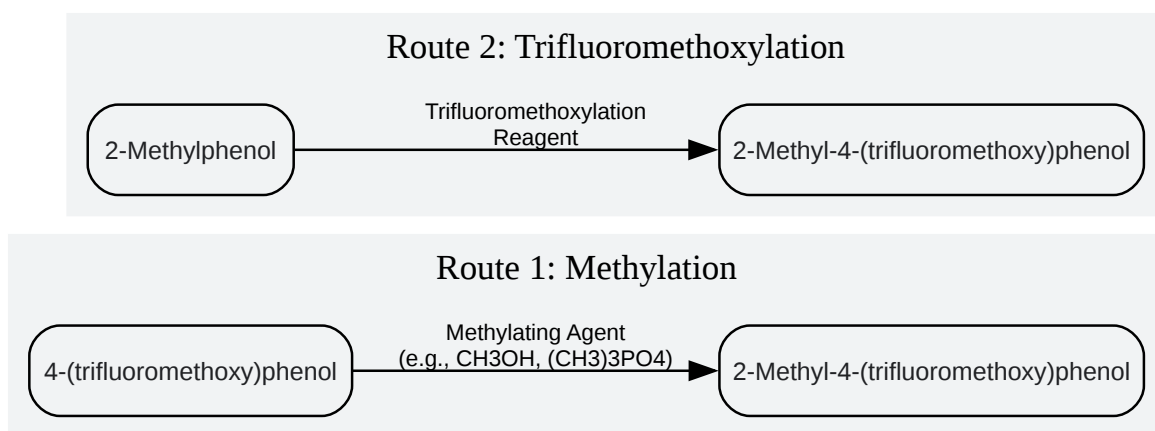 Route 2: Trifluoromethoxylation
Trifluoromethoxylation
Reagent
2-Methylphenol
2-Methyl-4-(trifluoromethoxy)phenol
Route 1: Methylation
Methylating Agent
(e.g., CH3OH, (CH3)3PO4)
4-(trifluoromethoxy)phenol
2-Methyl-4-(trifluoromethoxy)phenol